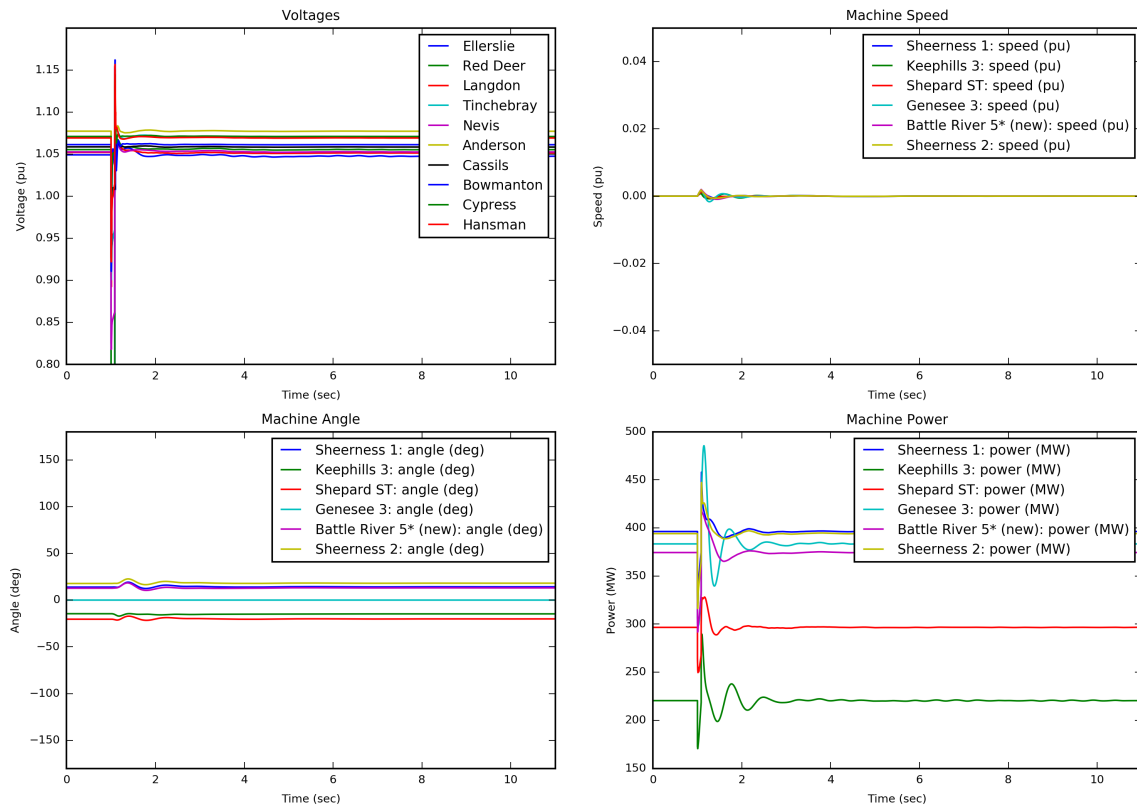 Voltages
Voltage (pu)
1.15
1.10
1.05
1.00
0.95
0.90
0.85
0.80
0 2 4 6 8 10
Time (sec)
Ellerslie
Red Deer
Langdon
Tinchebray
Nevis
Anderson
Cassils
Bowmanton
Cypress
Hansman
Machine Speed
Speed (pu)
0.04
0.02
0.00
−0.02
−0.04
0 2 4 6 8 10
Time (sec)
Sheerness 1: speed (pu)
Keephills 3: speed (pu)
Shepard ST: speed (pu)
Genesee 3: speed (pu)
Battle River 5* (new): speed (pu)
Sheerness 2: speed (pu)
Machine Angle
Angle (deg)
150
100
50
0
−50
−100
−150
0 2 4 6 8 10
Time (sec)
Sheerness 1: angle (deg)
Keephills 3: angle (deg)
Shepard ST: angle (deg)
Genesee 3: angle (deg)
Battle River 5* (new): angle (deg)
Sheerness 2: angle (deg)
Machine Power
Power (MW)
500
450
400
350
300
250
200
150
0 2 4 6 8 10
Time (sec)
Sheerness 1: power (MW)
Keephills 3: power (MW)
Shepard ST: power (MW)
Genesee 3: power (MW)
Battle River 5* (new): power (MW)
Sheerness 2: power (MW)